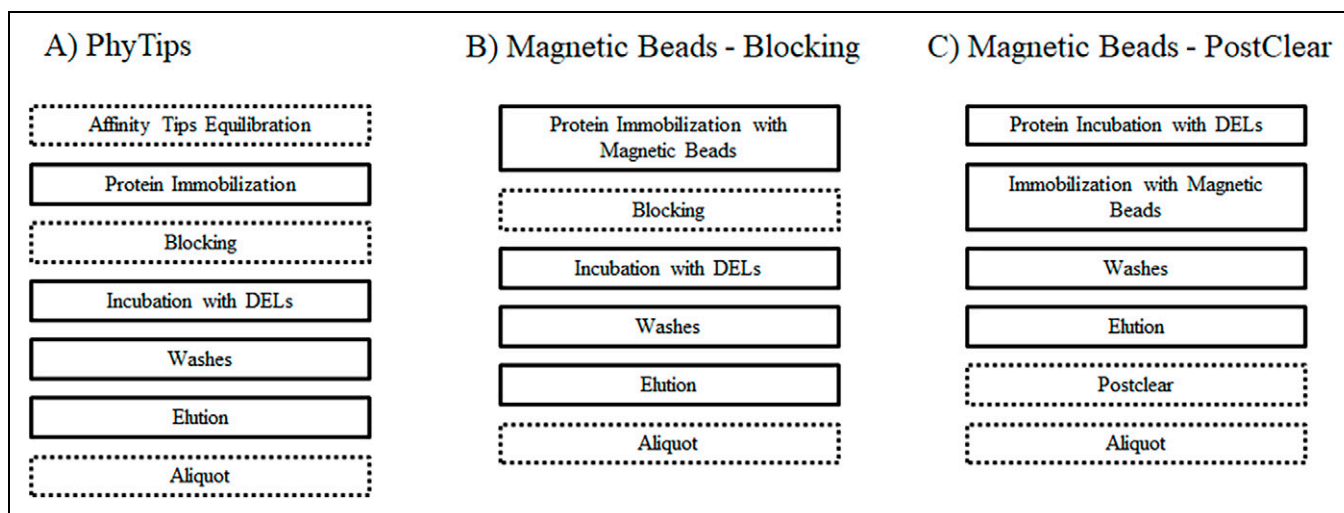 A) PhyTips
Affinity Tips Equilibration
Protein Immobilization
Blocking
Incubation with DELs
Washes
Elution
Aliquot
B) Magnetic Beads - Blocking
Protein Immobilization with
Magnetic Beads
Blocking
Incubation with DELs
Washes
Elution
Aliquot
C) Magnetic Beads - PostClear
Protein Incubation with DELs
Immobilization with Magnetic
Beads
Washes
Elution
Postclear
Aliquot